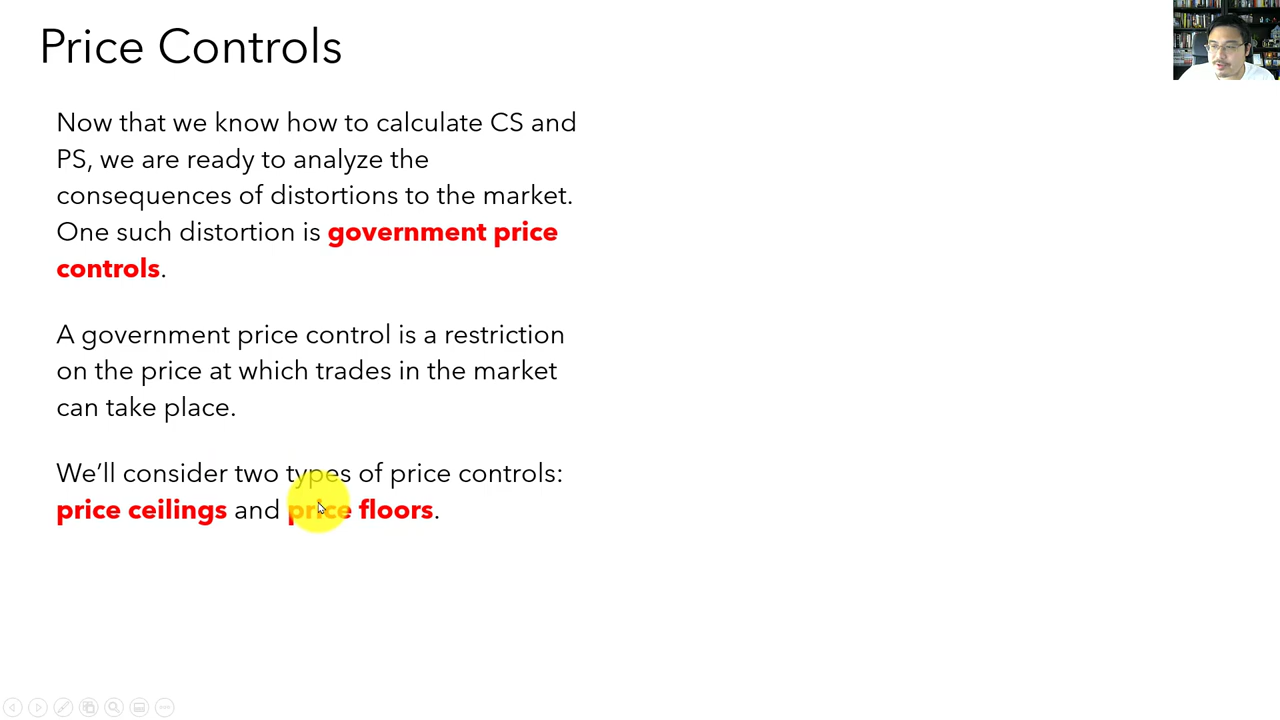 Price Controls
Now that we know how to calculate CS and
PS, we are ready to analyze the
consequences of distortions to the market.
One such distortion is government price
controls.
A government price control is a restriction
on the price at which trades in the market
can take place.
We’ll consider two types of price controls:
price ceilings and price floors.